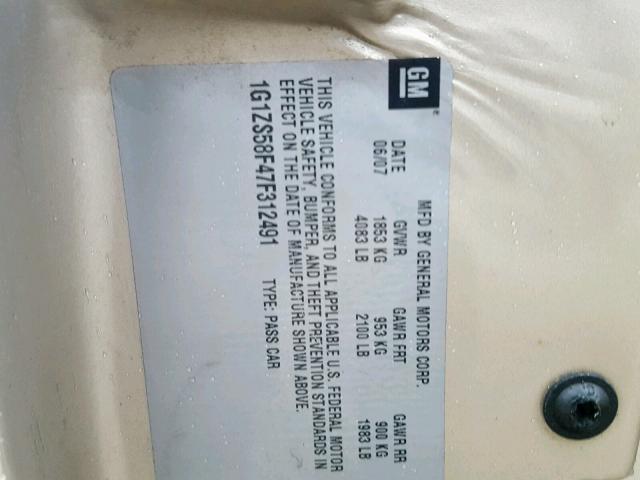 GM
MFD BY GENERAL MOTORS CORP.
DATE GVWR GAWR FRT GAWR RR
06/07 1853 KG 953 KG 900 KG
4083 LB 2100 LB 1983 LB
THIS VEHICLE CONFORMS TO ALL APPLICABLE U.S. FEDERAL MOTOR
VEHICLE SAFETY, BUMPER, AND THEFT PREVENTION STANDARDS IN
EFFECT ON THE DATE OF MANUFACTURE SHOWN ABOVE.
1G1ZS58F47F312491 TYPE: PASS CAR